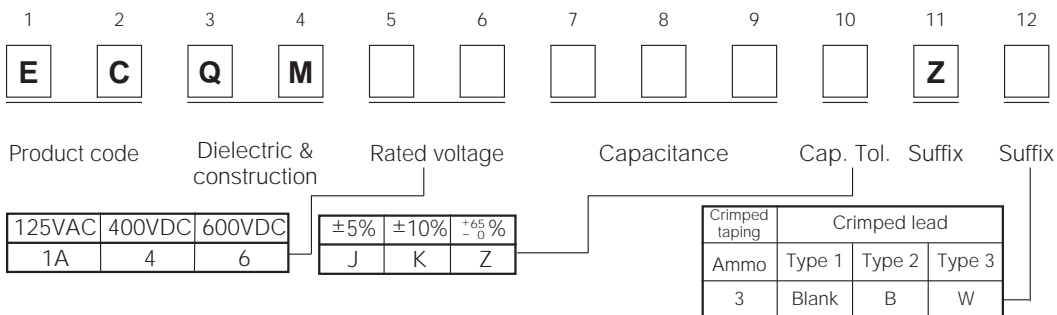 1 2 3 4 5 6 7 8 9 10 11 12
E C Q M Z
Product code Dielectric & construction Rated voltage Capacitance Cap. Tol. Suffix Suffix
125VAC 400VDC 600VDC
1A 4 6
±5% ±10% +65 − 0 %
J K Z
Crimped taping Crimped lead
Ammo Type 1 Type 2 Type 3
3 Blank B W